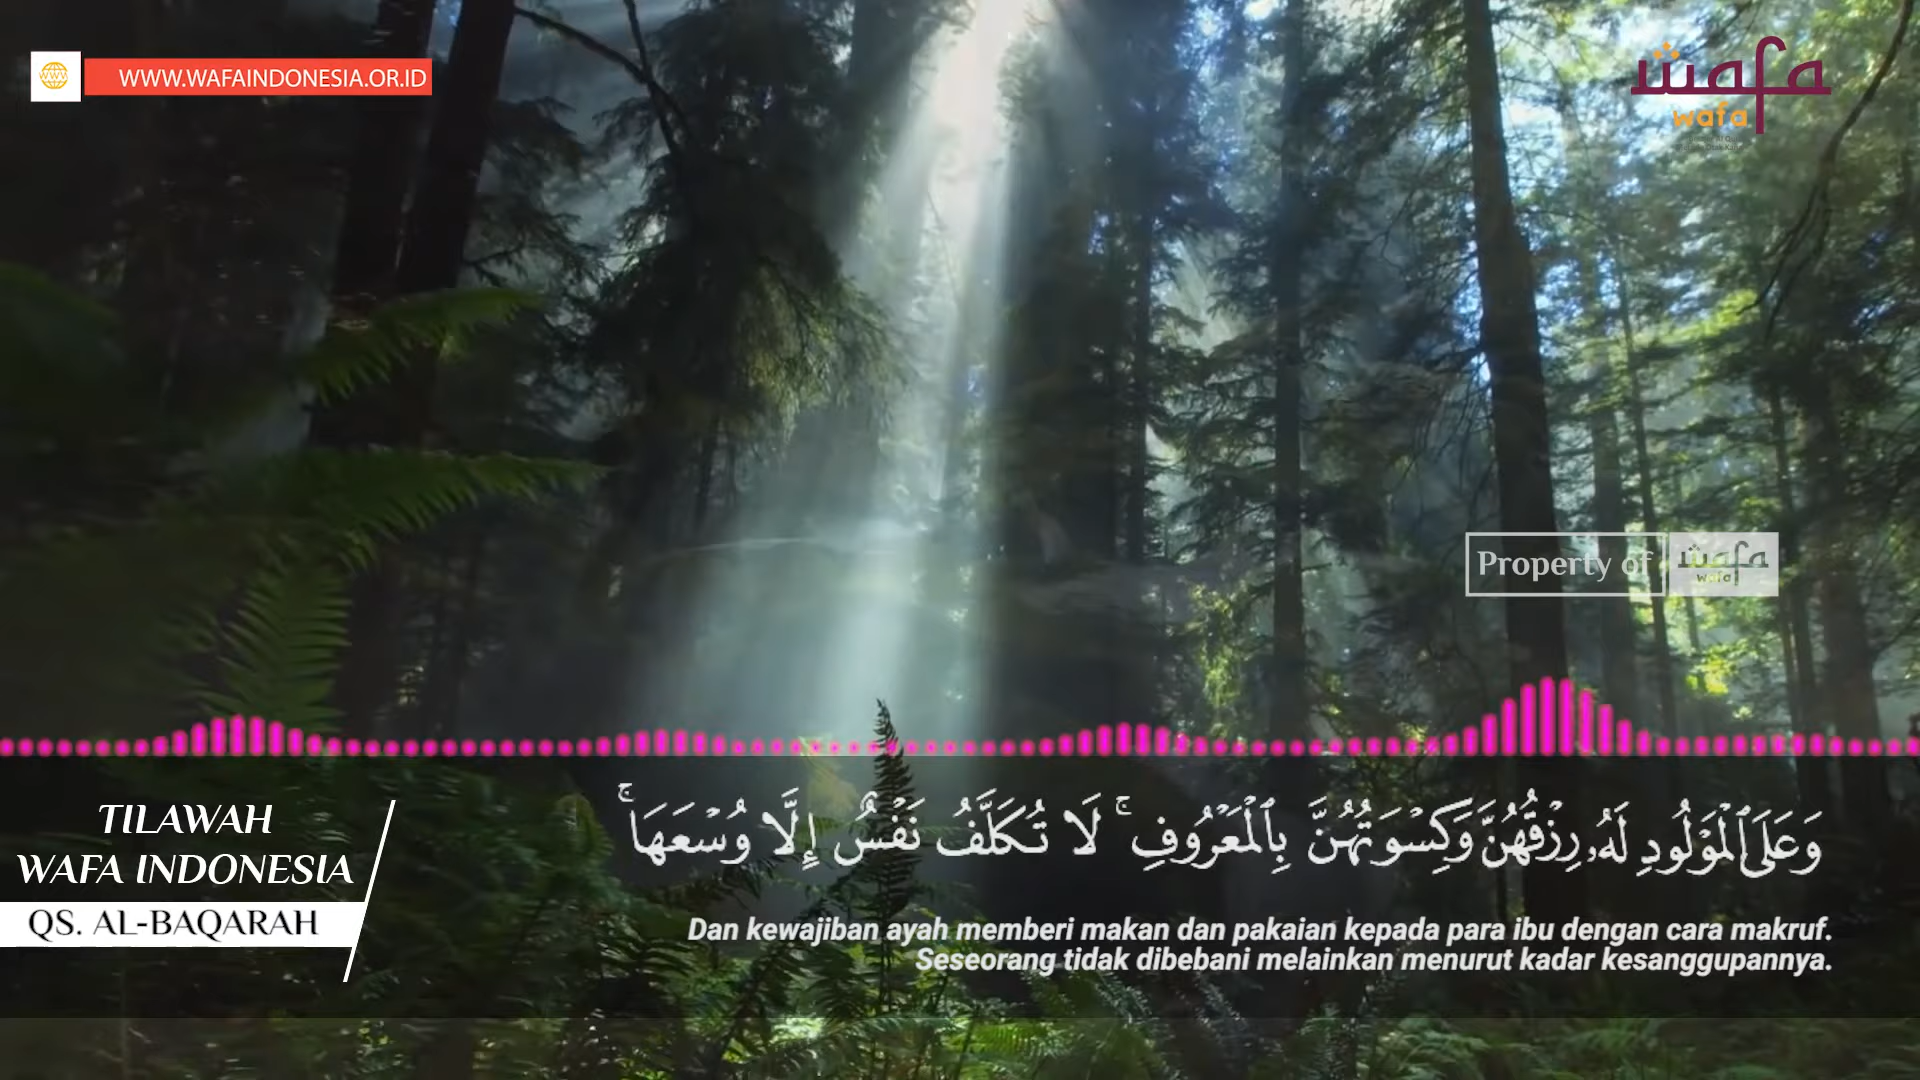 WWW.WAFAINDONESIA.OR.ID
wafa
wafa
Property of wafa
wafa
TILAWAH
WAFA INDONESIA
QS. AL-BAQARAH
وَعَلَى ٱلْمَوْلُودِ لَهُۥ رِزْقُهُنَّ وَكِسْوَتُهُنَّ بِٱلْمَعْرُوفِ ۚ لَا تُكَلَّفُ نَفْسٌ إِلَّا وُسْعَهَا ۚ
Dan kewajiban ayah memberi makan dan pakaian kepada para ibu dengan cara makruf.
Seseorang tidak dibebani melainkan menurut kadar kesanggupannya.